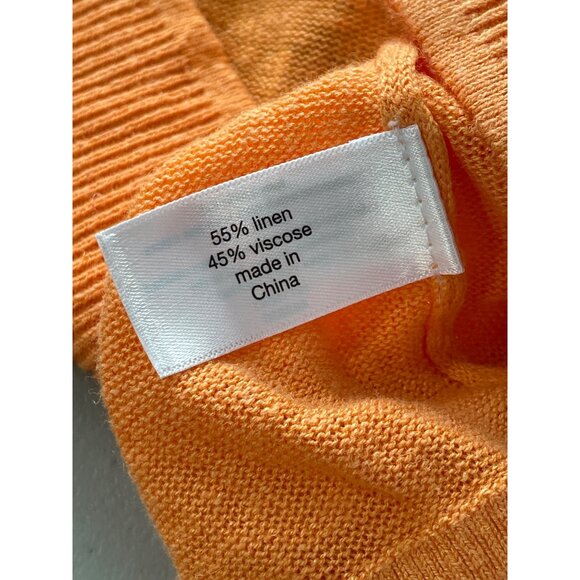 55% linen
45% viscose
made in
China